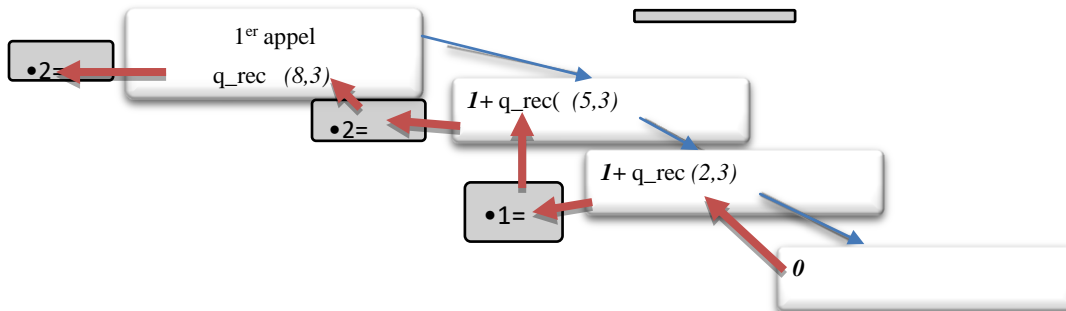 1er appel
•2=
q_rec (8,3)
1+ q_rec( (5,3)
•2=
1+ q_rec (2,3)
•1=
0